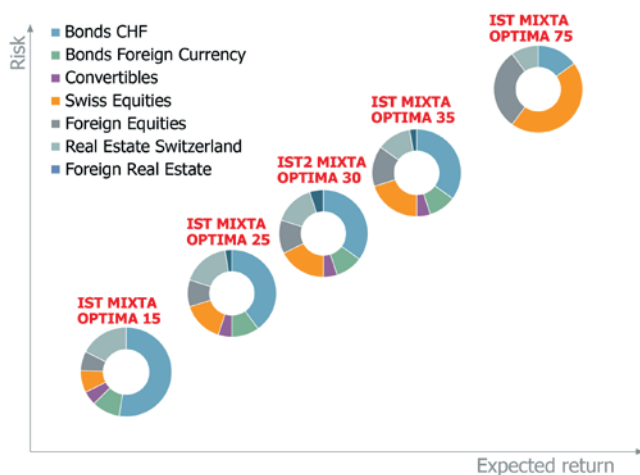 Risk
Bonds CHF
Bonds Foreign Currency
Convertibles
Swiss Equities
Foreign Equities
Real Estate Switzerland
Foreign Real Estate
IST MIXTA
OPTIMA 75
IST MIXTA
OPTIMA 35
IST2 MIXTA
OPTIMA 30
IST MIXTA
OPTIMA 25
IST MIXTA
OPTIMA 15
Expected return